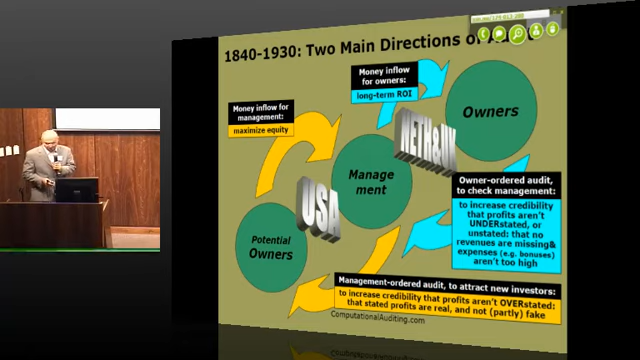 1840-1930: Two Main Directions of
Money inflow
for owners:
long-term ROI
Money inflow for
management:
maximize equity
Owners
NETH&UK
Manage
ment
USA
Potential
Owners
Owner-ordered audit,
to check management:
to increase credibility
that profits aren't
UNDERstated, or
unstated: that no
revenues are missing&
expenses (e.g. bonuses)
aren't too high
Management-ordered audit, to attract new investors:
to increase credibility that profits aren't OVERstated:
that stated profits are real, and not (partly) fake
ComputationalAuditing.com